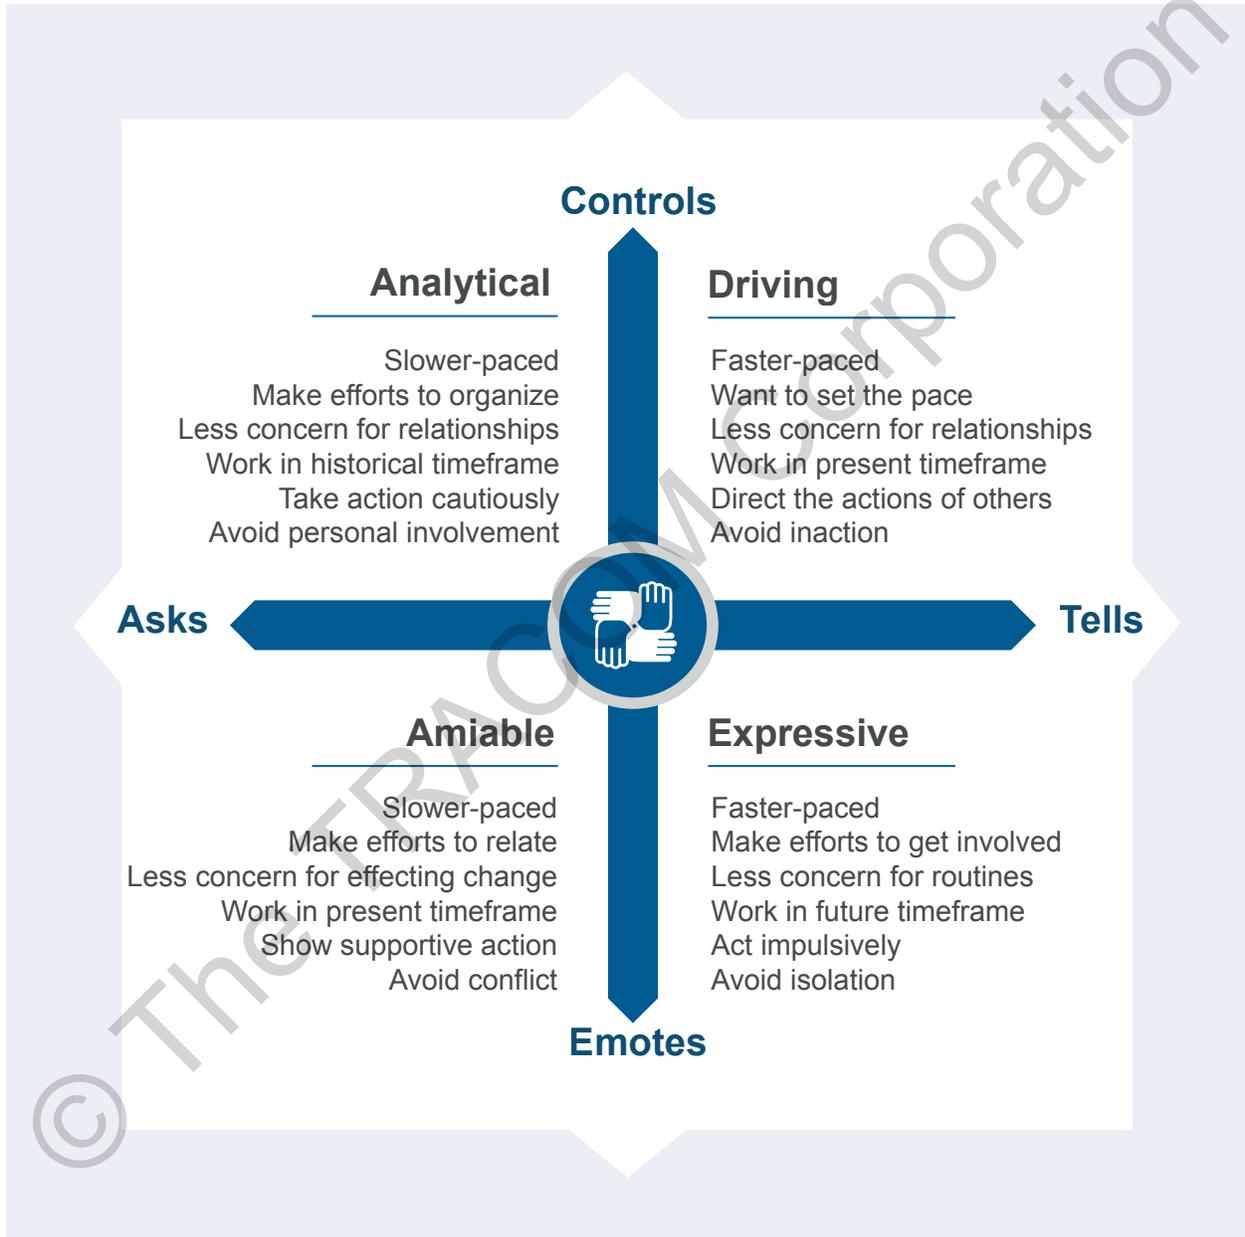 Controls
Analytical
Slower-paced
Make efforts to organize
Less concern for relationships
Work in historical timeframe
Take action cautiously
Avoid personal involvement
Driving
Faster-paced
Want to set the pace
Less concern for relationships
Work in present timeframe
Direct the actions of others
Avoid inaction
Asks
Tells
Amiable
Slower-paced
Make efforts to relate
Less concern for effecting change
Work in present timeframe
Show supportive action
Avoid conflict
Expressive
Faster-paced
Make efforts to get involved
Less concern for routines
Work in future timeframe
Act impulsively
Avoid isolation
Emotes
© The TRACOM Corporation